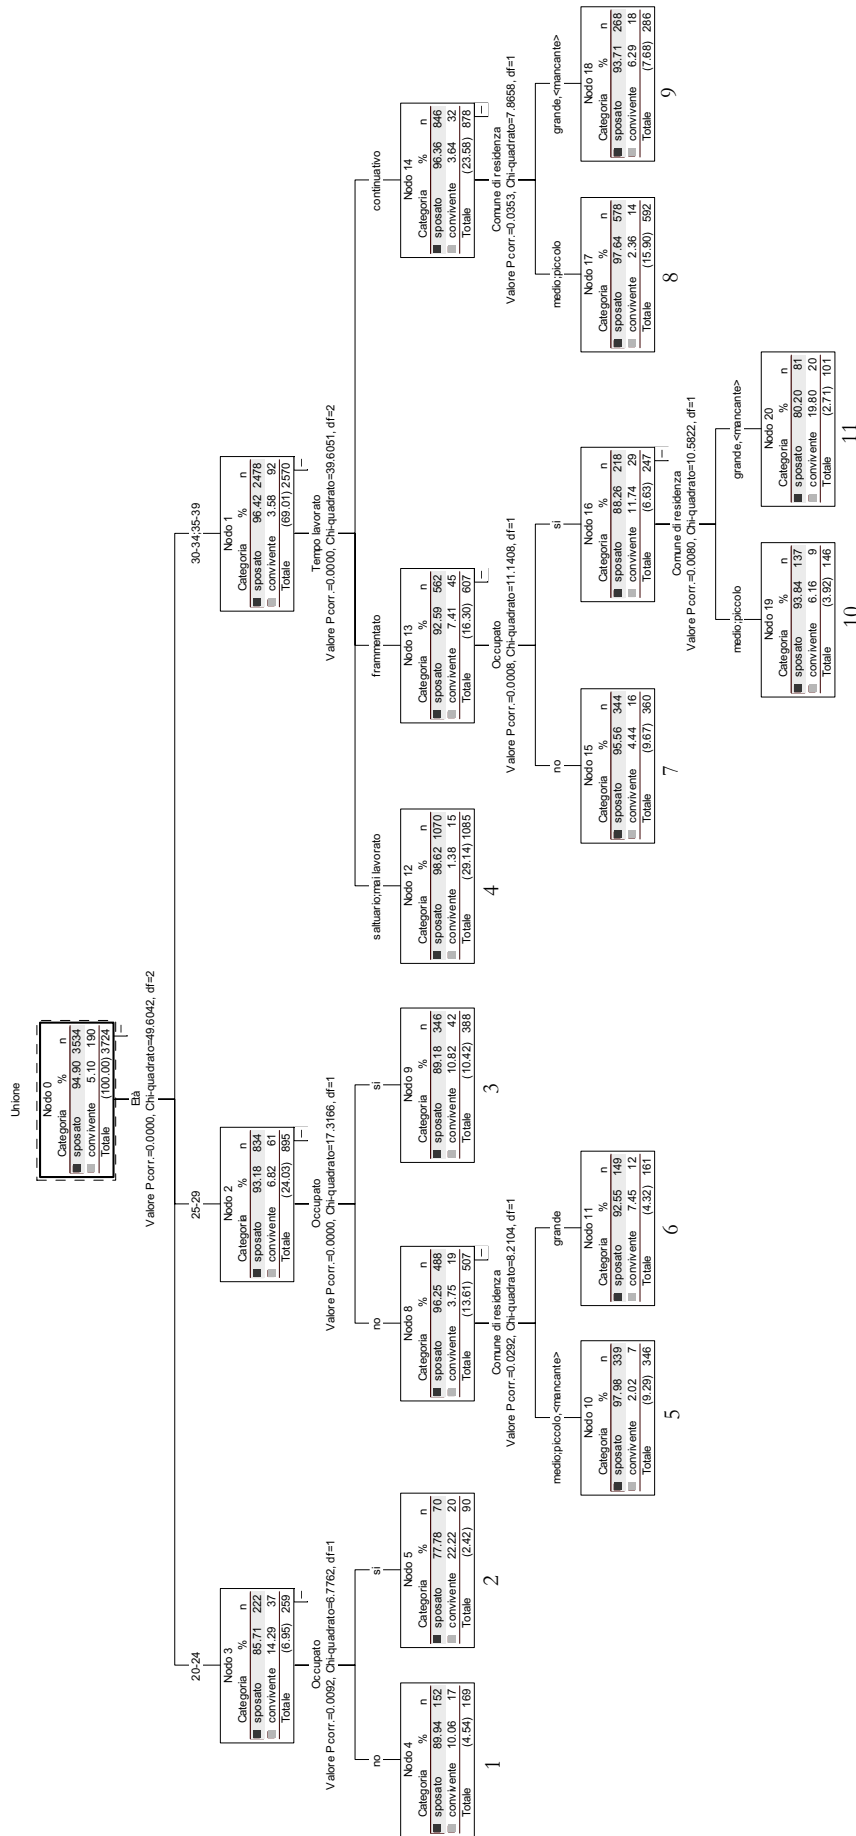 Unione
Nodo 0
Categoria % n
sposato 94.90 3534
convivente 5.10 190
Totale (100.00) 3724
Età
Valore P corr.=0.0000, Chi-quadrato=49.6042, df=2
20-24
Nodo 3
Categoria % n
sposato 85.71 222
convivente 14.29 37
Totale (6.95) 259
Occupato
Valore P corr.=0.0092, Chi-quadrato=6.7762, df=1
no
Nodo 4
Categoria % n
sposato 89.94 152
convivente 10.06 17
Totale (4.54) 169
1
si
Nodo 5
Categoria % n
sposato 77.78 70
convivente 22.22 20
Totale (2.42) 90
2
25-29
Nodo 2
Categoria % n
sposato 93.18 834
convivente 6.82 61
Totale (24.03) 895
Occupato
Valore P corr.=0.0000, Chi-quadrato=17.3166, df=1
no
Nodo 8
Categoria % n
sposato 96.25 488
convivente 3.75 19
Totale (13.61) 507
Comune di residenza
Valore P corr.=0.0292, Chi-quadrato=8.2104, df=1
medio;piccolo,<mancante>
Nodo 10
Categoria % n
sposato 97.98 339
convivente 2.02 7
Totale (9.29) 346
5
grande
Nodo 11
Categoria % n
sposato 92.55 149
convivente 7.45 12
Totale (4.32) 161
6
si
Nodo 9
Categoria % n
sposato 89.18 346
convivente 10.82 42
Totale (10.42) 388
3
30-34;35-39
Nodo 1
Categoria % n
sposato 96.42 2478
convivente 3.58 92
Totale (69.01) 2570
Tempo lavorato
Valore P corr.=0.0000, Chi-quadrato=39.6051, df=2
saltuario;mai lavorato
Nodo 12
Categoria % n
sposato 98.62 1070
convivente 1.38 15
Totale (29.14) 1085
4
frammentato
Nodo 13
Categoria % n
sposato 92.59 562
convivente 7.41 45
Totale (16.30) 607
Occupato
Valore P corr.=0.0008, Chi-quadrato=11.1408, df=1
no
Nodo 15
Categoria % n
sposato 95.56 344
convivente 4.44 16
Totale (9.67) 360
7
si
Nodo 16
Categoria % n
sposato 88.26 218
convivente 11.74 29
Totale (6.63) 247
Comune di residenza
Valore P corr.=0.0080, Chi-quadrato=10.5822, df=1
medio;piccolo
Nodo 19
Categoria % n
sposato 93.84 137
convivente 6.16 9
Totale (3.92) 146
10
grande,<mancante>
Nodo 20
Categoria % n
sposato 80.20 81
convivente 19.80 20
Totale (2.71) 101
11
continuativo
Nodo 14
Categoria % n
sposato 96.36 846
convivente 3.64 32
Totale (23.58) 878
Comune di residenza
Valore P corr.=0.0353, Chi-quadrato=7.8658, df=1
medio;piccolo
Nodo 17
Categoria % n
sposato 97.64 578
convivente 2.36 14
Totale (15.90) 592
8
grande,<mancante>
Nodo 18
Categoria % n
sposato 93.71 268
convivente 6.29 18
Totale (7.68) 286
9